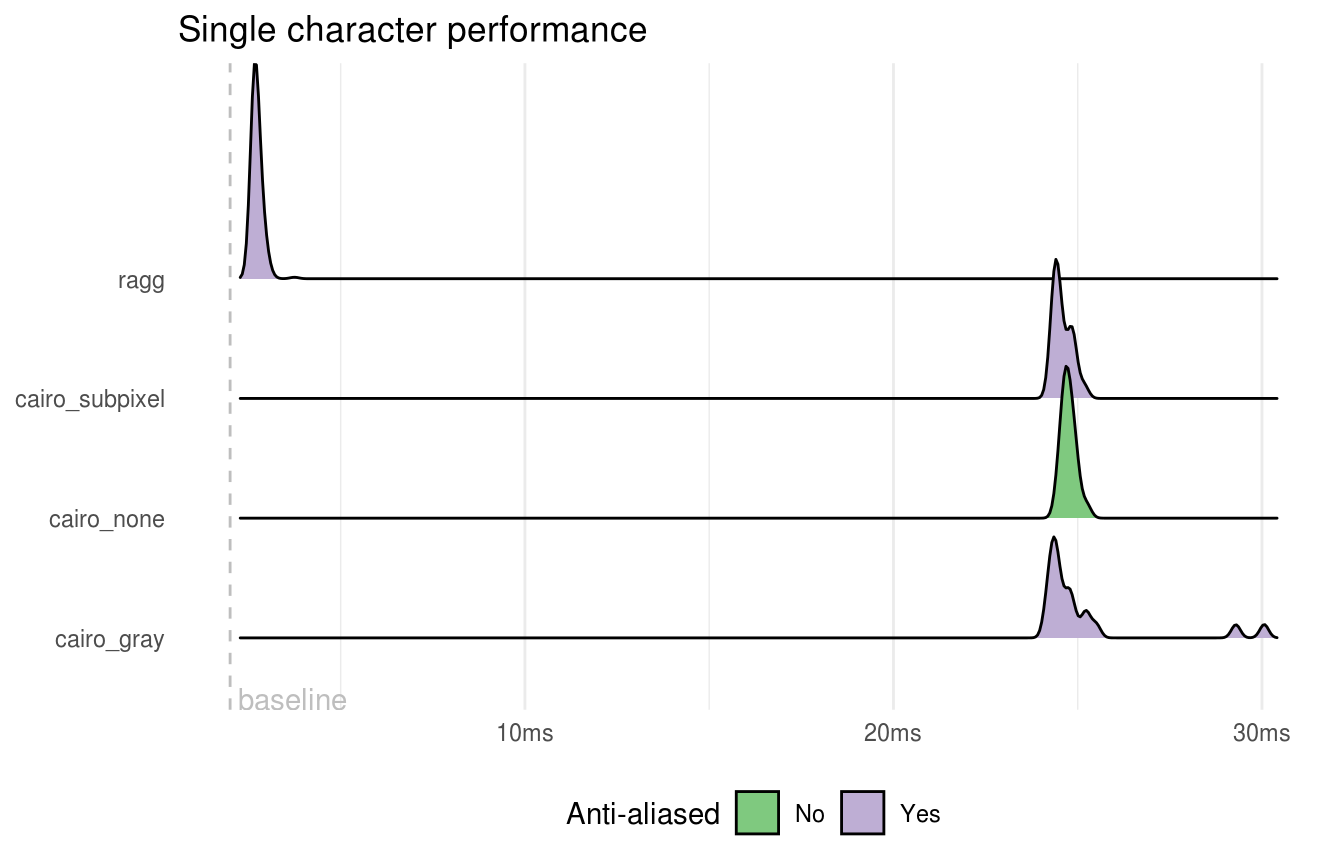 Single character performance
ragg
cairo_subpixel
cairo_none
cairo_gray
baseline
10ms 20ms 30ms
Anti-aliased No Yes